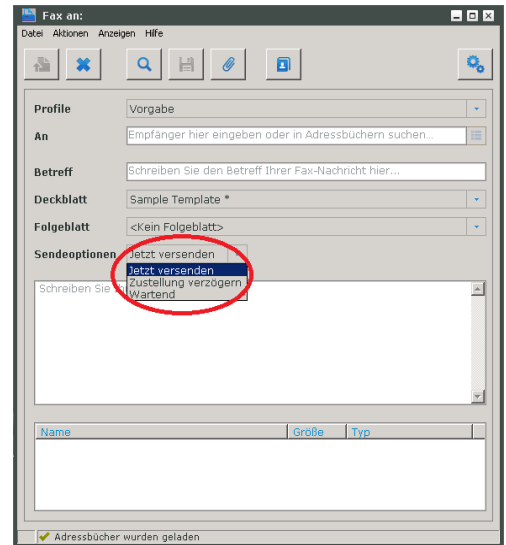 Fax an:
Datei Aktionen Anzeigen Hilfe
Profile Vorgabe
An Empfänger hier eingeben oder in Adressbüchern suchen...
Betreff Schreiben Sie den Betreff Ihrer Fax-Nachricht hier...
Deckblatt Sample Template *
Folgeblatt <Kein Folgeblatt>
Sendeoptionen Jetzt versenden
Jetzt versenden
Zustellung verzögern
Schreiben Sie
Wartend
Name Größe Typ
Adressbücher wurden geladen